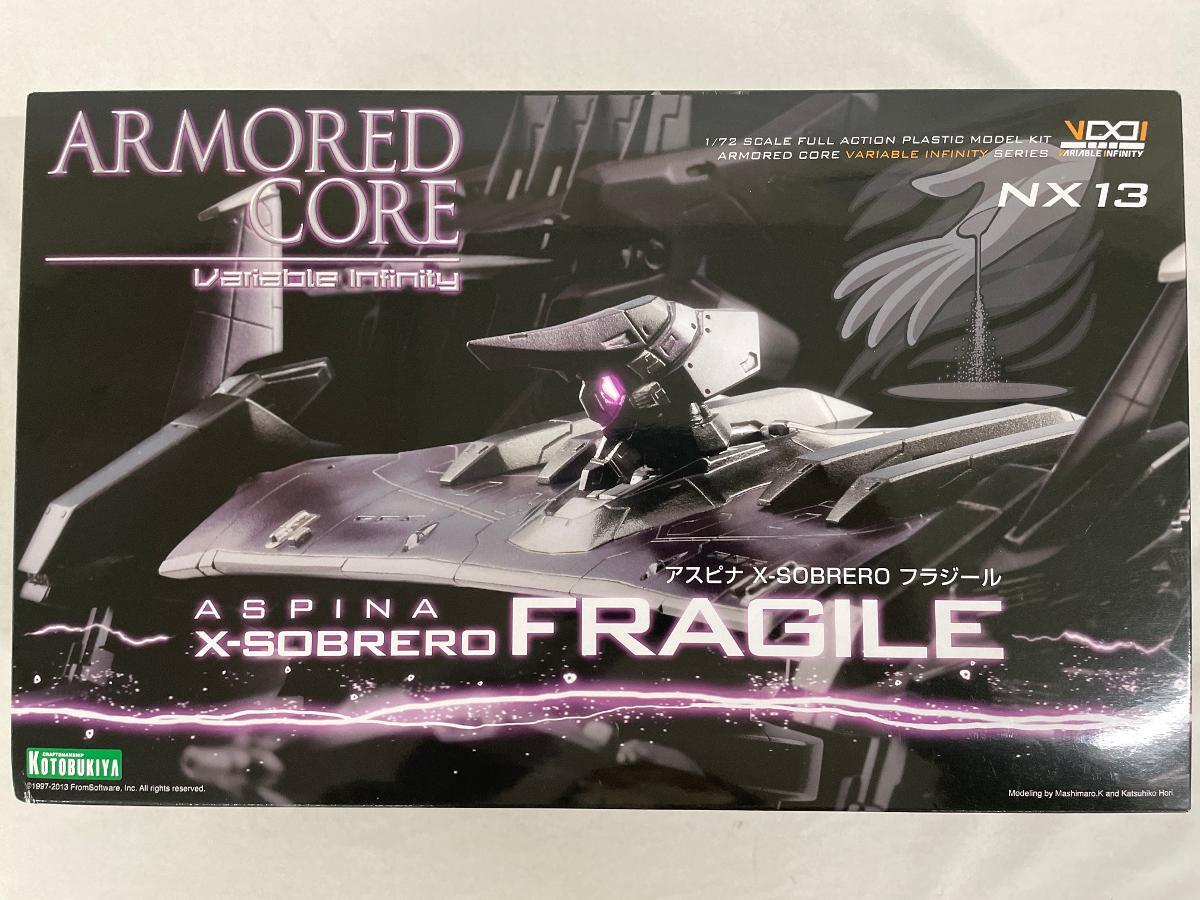 ARMORED
CORE
Variable Infinity
1/72 SCALE FULL ACTION PLASTIC MODEL KIT
ARMORED CORE VARIABLE INFINITY SERIES
VI
VARIABLE INFINITY
NX13
アスピナ X-SOBRERO フラジール
ASPINA
X-SOBRERO FRAGILE
CRAFTSMANSHIP
KOTOBUKIYA
©1997-2013 FromSoftware, Inc. All rights reserved.
Modeling by Mashimaro.K and Katsuhiko Hori